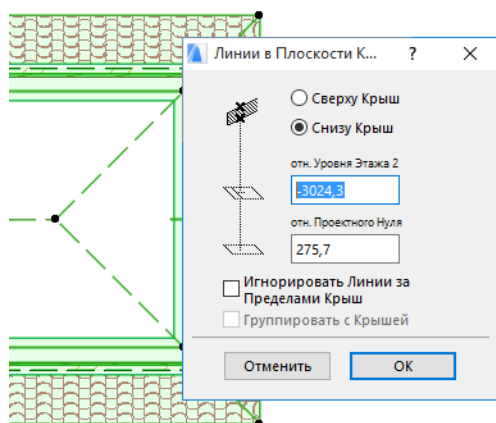 Линии в Плоскости К... ?
Сверху Крыш
Снизу Крыш
отн. Уровня Этажа 2
-3024,3
отн. Проектного Нуля
275,7
Игнорировать Линии за
Пределами Крыш
Группировать с Крышей
Отменить
OK